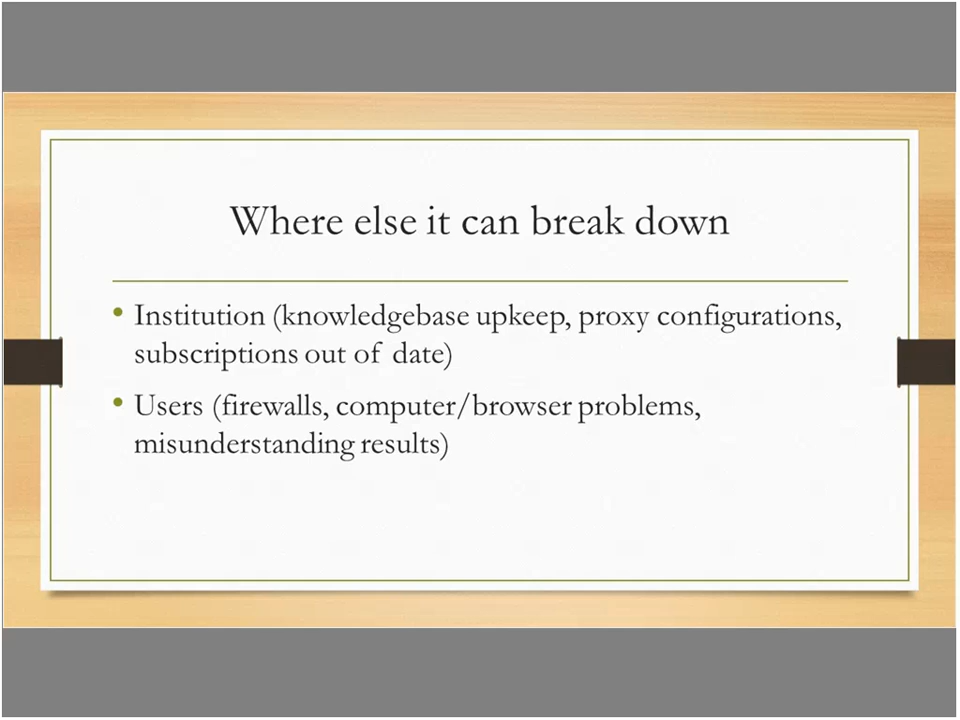 Where else it can break down
• Institution (knowledgebase upkeep, proxy configurations,
subscriptions out of date)
• Users (firewalls, computer/browser problems,
misunderstanding results)